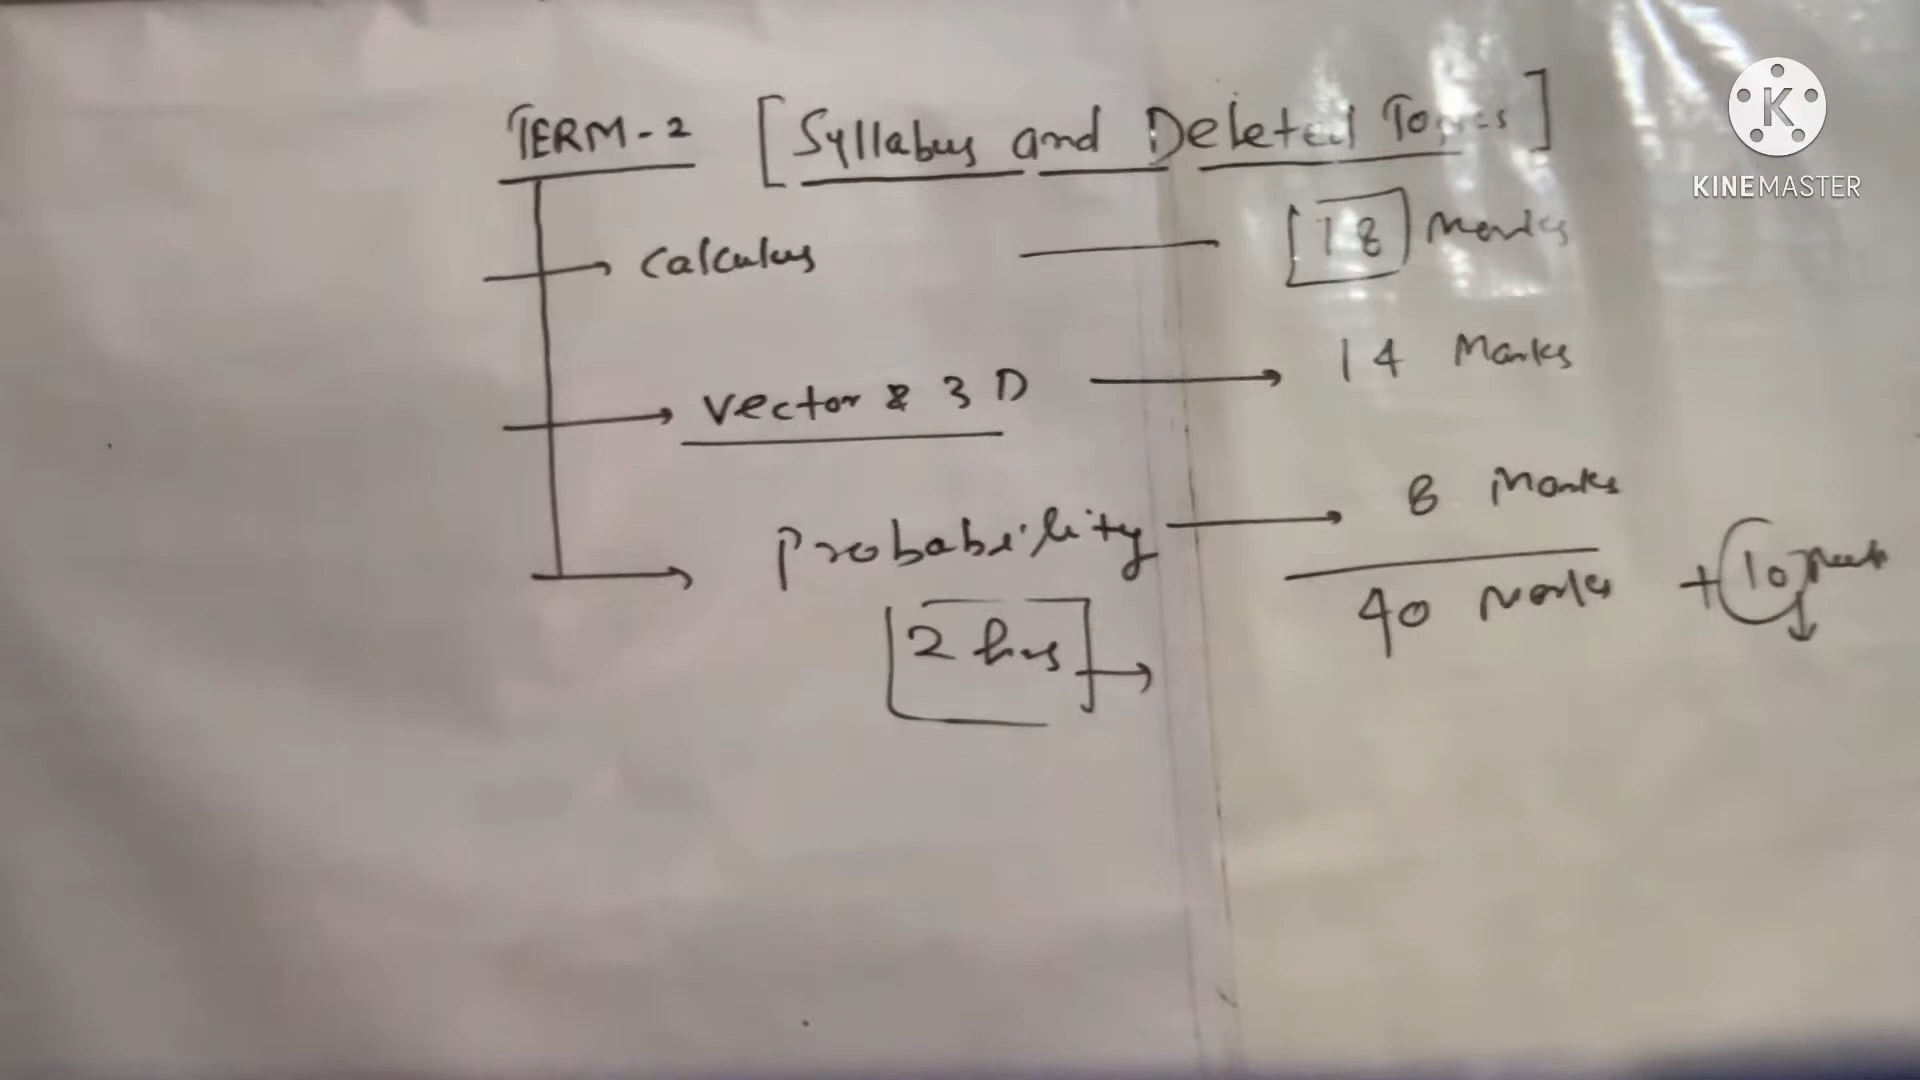 TERM-2 [Syllabus and Deleted Topics]
K
KINEMASTER
Calculus — [18] Marks
Vector & 3D → 14 Marks
Probability → 8 Marks
40 Marks + 10
[2 hrs] →